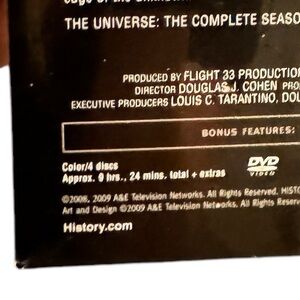 THE UNIVERSE: THE COMPLETE SEASO
PRODUCED BY FLIGHT 33 PRODUCTION
DIRECTOR DOUGLAS J. COHEN PRO
EXECUTIVE PRODUCERS LOUIS C. TARANTINO, DOU
BONUS FEATURES:
Color/4 discs
Approx. 9 hrs., 24 mins. total + extras
DVD
VIDEO
©2008, 2009 A&E Television Networks. All Rights Reserved. HISTO
Art and Design ©2009 A&E Television Networks. All Rights Reserv
History.com